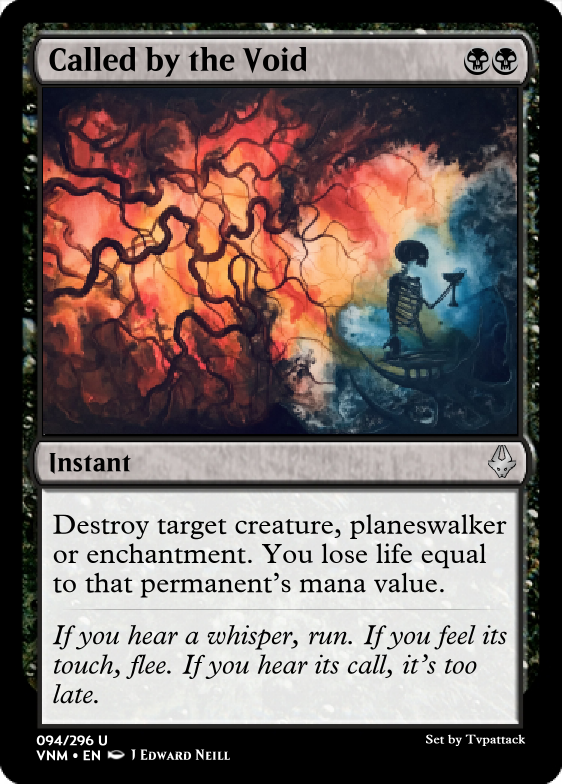 Called by the Void
Instant
Destroy target creature, planeswalker
or enchantment. You lose life equal
to that permanent's mana value.
If you hear a whisper, run. If you feel its
touch, flee. If you hear its call, it's too
late.
094/296 U
Set by Tvpattack
VNM • EN J Edward Neill